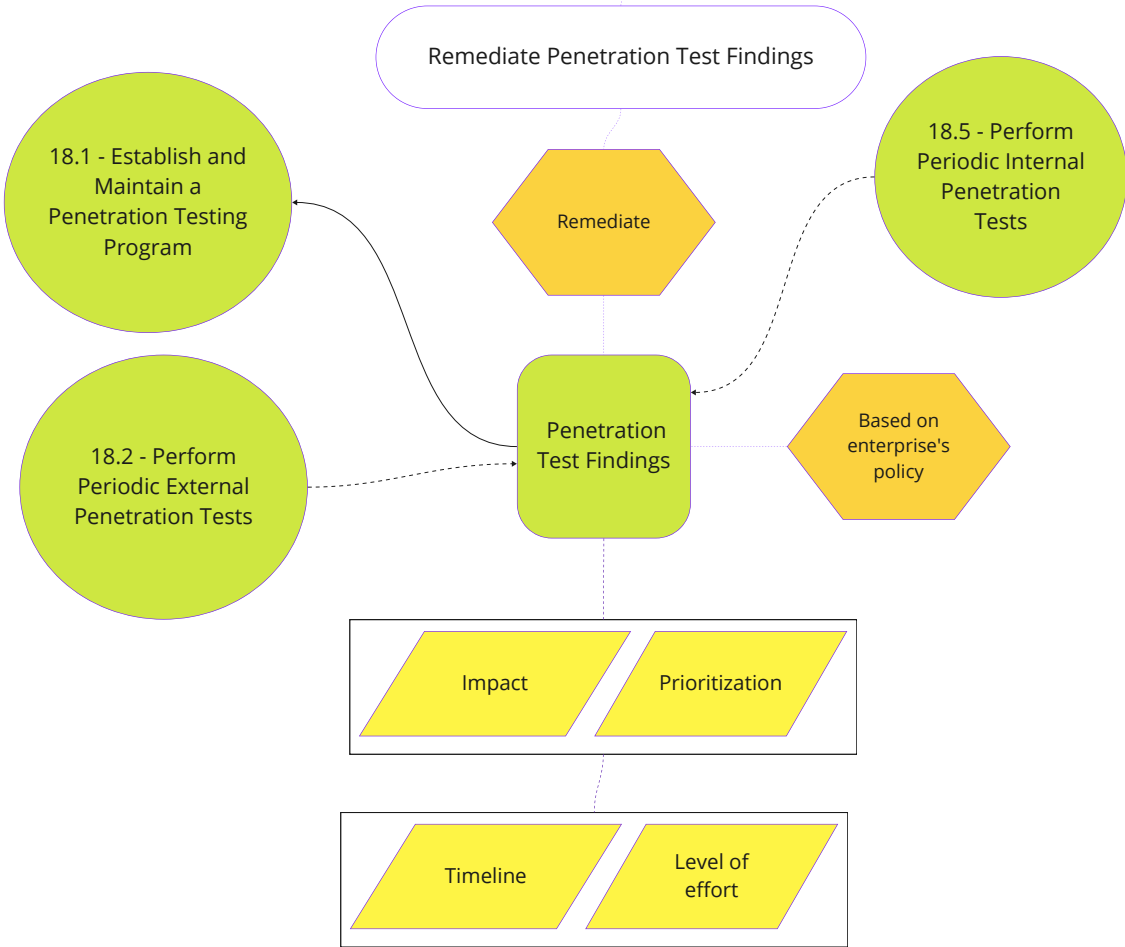 Remediate Penetration Test Findings
18.1 - Establish and
Maintain a
Penetration Testing
Program
Remediate
18.5 - Perform
Periodic Internal
Penetration
Tests
18.2 - Perform
Periodic External
Penetration Tests
Penetration
Test Findings
Based on
enterprise's
policy
Impact
Prioritization
Timeline
Level of
effort